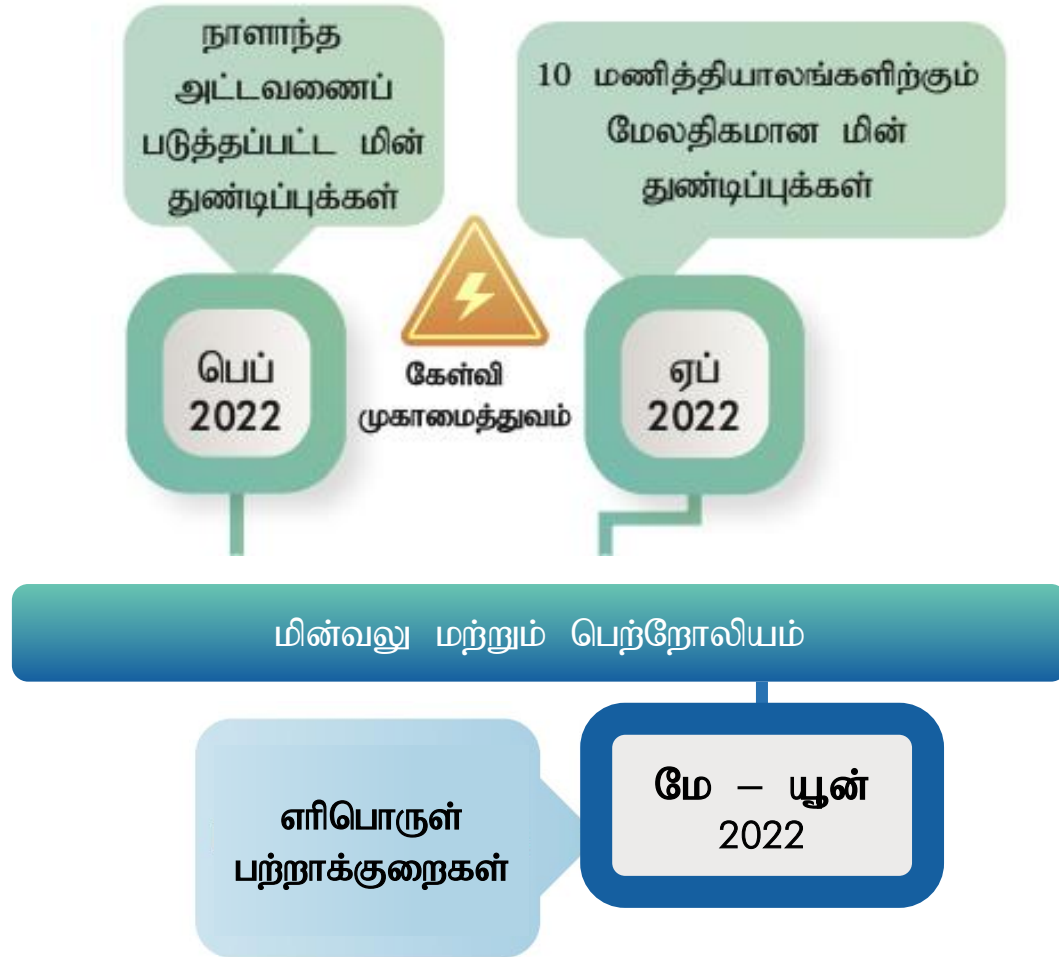 நாளாந்த
அட்டவணைப்
படுத்தப்பட்ட மின்
துண்டிப்புக்கள்
10 மணித்தியாலங்களிற்கும்
மேலதிகமான மின்
துண்டிப்புக்கள்
பெப்
2022
கேள்வி
முகாமைத்துவம்
ஏப்
2022
மின்வலு மற்றும் பெற்றோலியம்
எரிபொருள்
பற்றாக்குறைகள்
மே – யூன்
2022